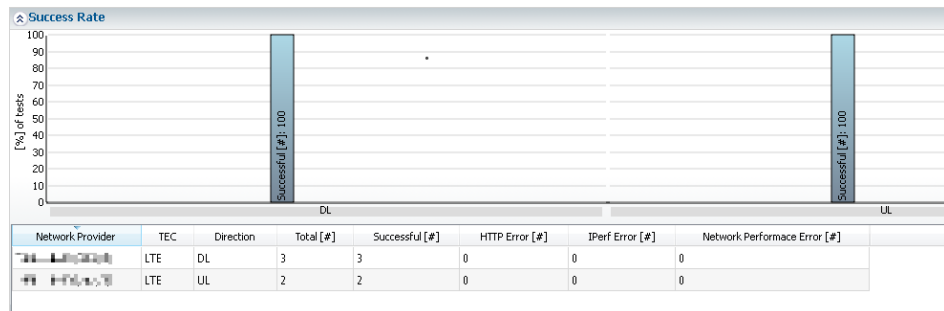 Success Rate
100
90
80
70
60
50
40
30
20
10
0
[%] of tests
Successful [#]: 100
Successful [#]: 100
DL UL
Network Provider TEC Direction Total [#] Successful [#] HTTP Error [#] IPerf Error [#] Network Performace Error [#]
LTE DL 3 3 0 0 0
LTE UL 2 2 0 0 0